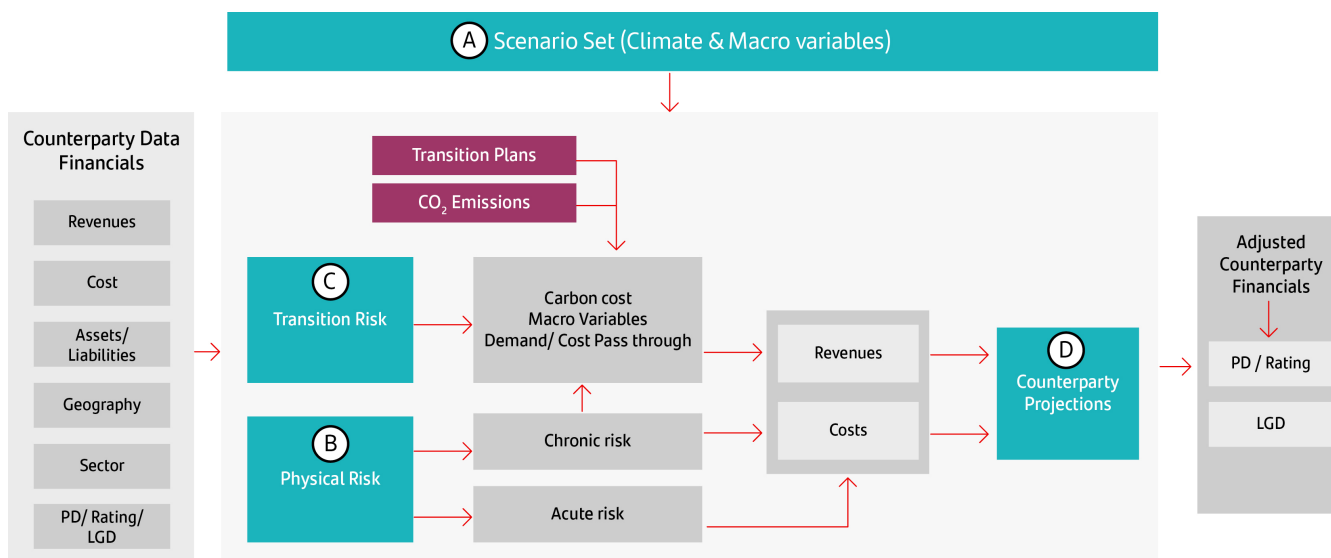 A Scenario Set (Climate & Macro variables)
Counterparty Data
Financials
Revenues
Cost
Assets/
Liabilities
Geography
Sector
PD/ Rating/
LGD
Transition Plans
CO₂ Emissions
C
Transition Risk
Carbon cost
Macro Variables
Demand/ Cost Pass through
B
Physical Risk
Chronic risk
Acute risk
Revenues
Costs
D
Counterparty
Projections
Adjusted
Counterparty
Financials
PD / Rating
LGD